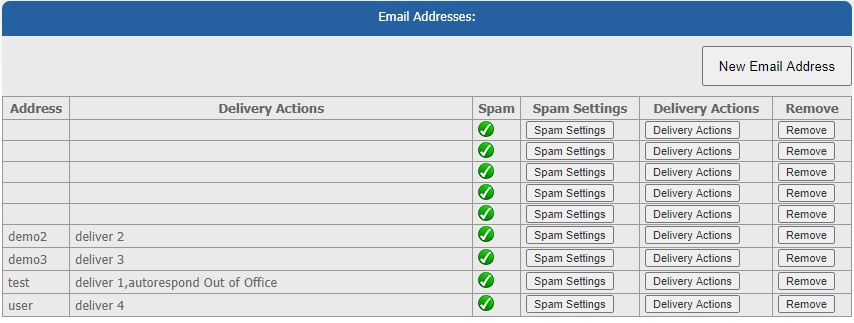 Email Addresses:
New Email Address
Address Delivery Actions Spam Spam Settings Delivery Actions Remove
Spam Settings Delivery Actions Remove
Spam Settings Delivery Actions Remove
Spam Settings Delivery Actions Remove
Spam Settings Delivery Actions Remove
Spam Settings Delivery Actions Remove
demo2 deliver 2 Spam Settings Delivery Actions Remove
demo3 deliver 3 Spam Settings Delivery Actions Remove
test deliver 1,autorespond Out of Office Spam Settings Delivery Actions Remove
user deliver 4 Spam Settings Delivery Actions Remove